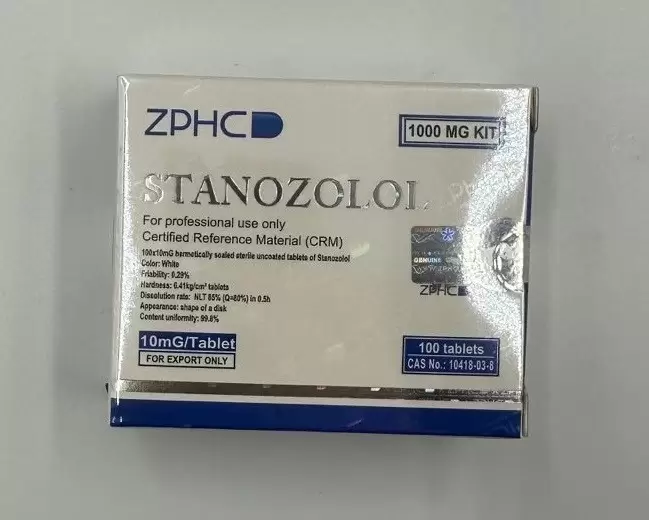 ZPHC
1000 MG KIT
STANOZOLOL
For professional use only
Certified Reference Material (CRM)
100x10mG harmetically soaled sterile uncoated tablets of Stanozolol
Color: White
Friability: 0.29%
Hardness: 6.41kg/cm² tablets
Dissolution rate: NLT 85% (Q=80%) in 0.5h
Appearance: shape of a disk
Content uniformity: 99.8%
GENUINE
ZPHC
10mG/Tablet
FOR EXPORT ONLY
100 tablets
CAS No.: 10418-03-8